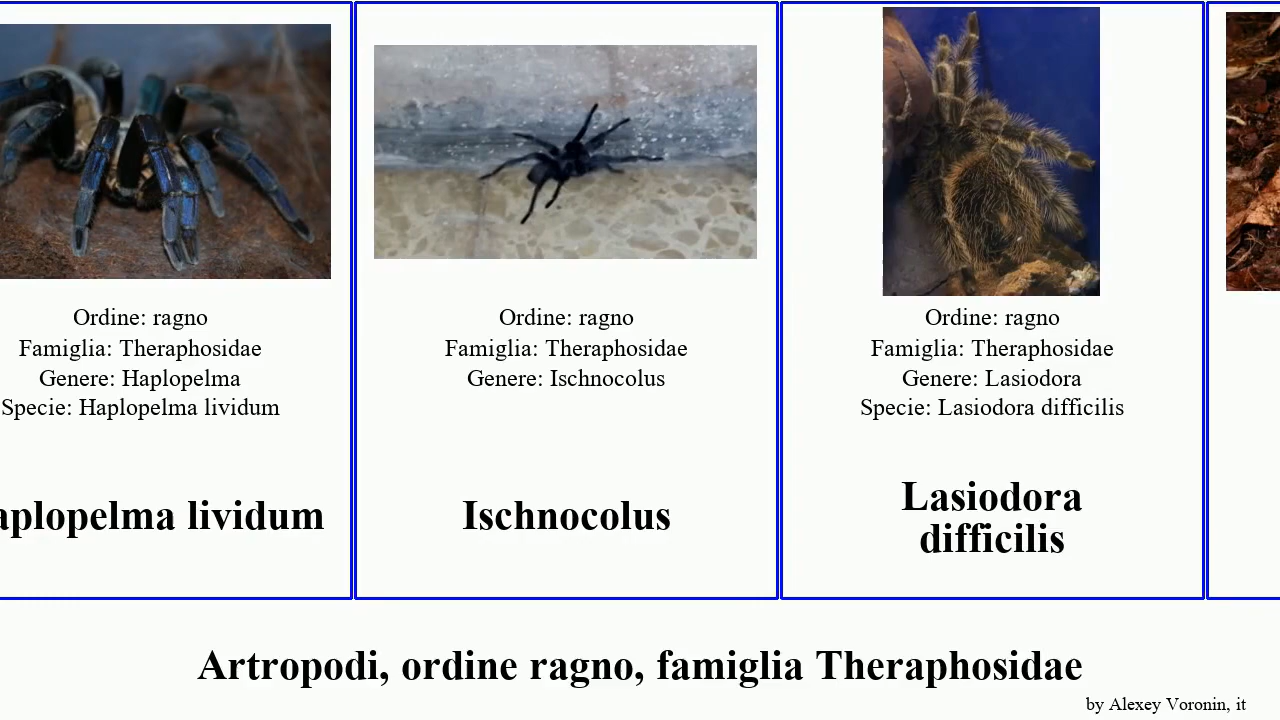 Ordine: ragno
Famiglia: Theraphosidae
Genere: Haplopelma
Specie: Haplopelma lividum
aplopelma lividum
Ordine: ragno
Famiglia: Theraphosidae
Genere: Ischnocolus
Ischnocolus
Ordine: ragno
Famiglia: Theraphosidae
Genere: Lasiodora
Specie: Lasiodora difficilis
Lasiodora
difficilis
Artropodi, ordine ragno, famiglia Theraphosidae
by Alexey Voronin, it